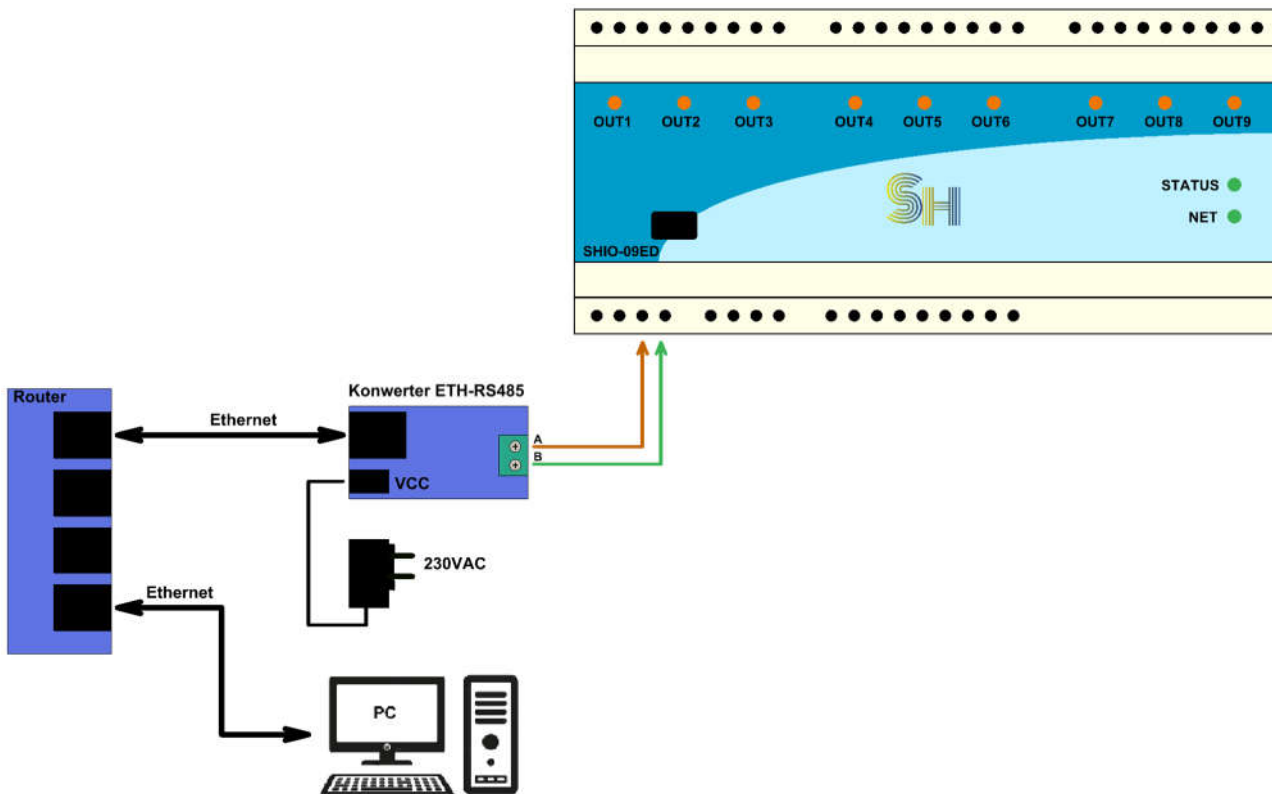 OUT1 OUT2 OUT3 OUT4 OUT5 OUT6 OUT7 OUT8 OUT9
SH
STATUS
NET
SHIO-09ED
Router
Konwerter ETH-RS485
Ethernet
A
B
VCC
230VAC
Ethernet
PC